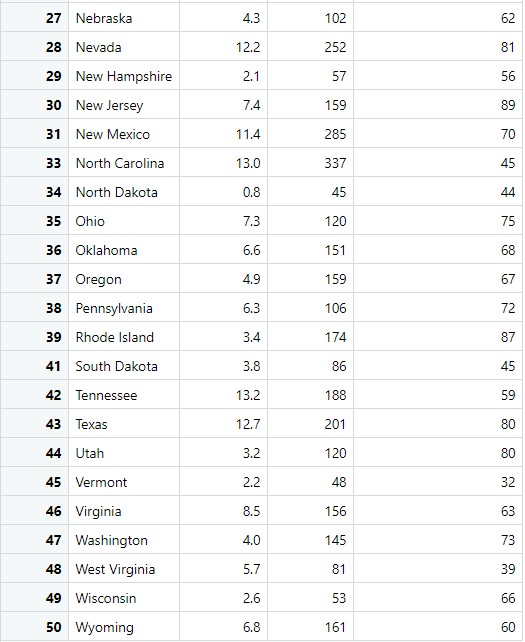 27 Nebraska 4.3 102 62
28 Nevada 12.2 252 81
29 New Hampshire 2.1 57 56
30 New Jersey 7.4 159 89
31 New Mexico 11.4 285 70
33 North Carolina 13.0 337 45
34 North Dakota 0.8 45 44
35 Ohio 7.3 120 75
36 Oklahoma 6.6 151 68
37 Oregon 4.9 159 67
38 Pennsylvania 6.3 106 72
39 Rhode Island 3.4 174 87
41 South Dakota 3.8 86 45
42 Tennessee 13.2 188 59
43 Texas 12.7 201 80
44 Utah 3.2 120 80
45 Vermont 2.2 48 32
46 Virginia 8.5 156 63
47 Washington 4.0 145 73
48 West Virginia 5.7 81 39
49 Wisconsin 2.6 53 66
50 Wyoming 6.8 161 60